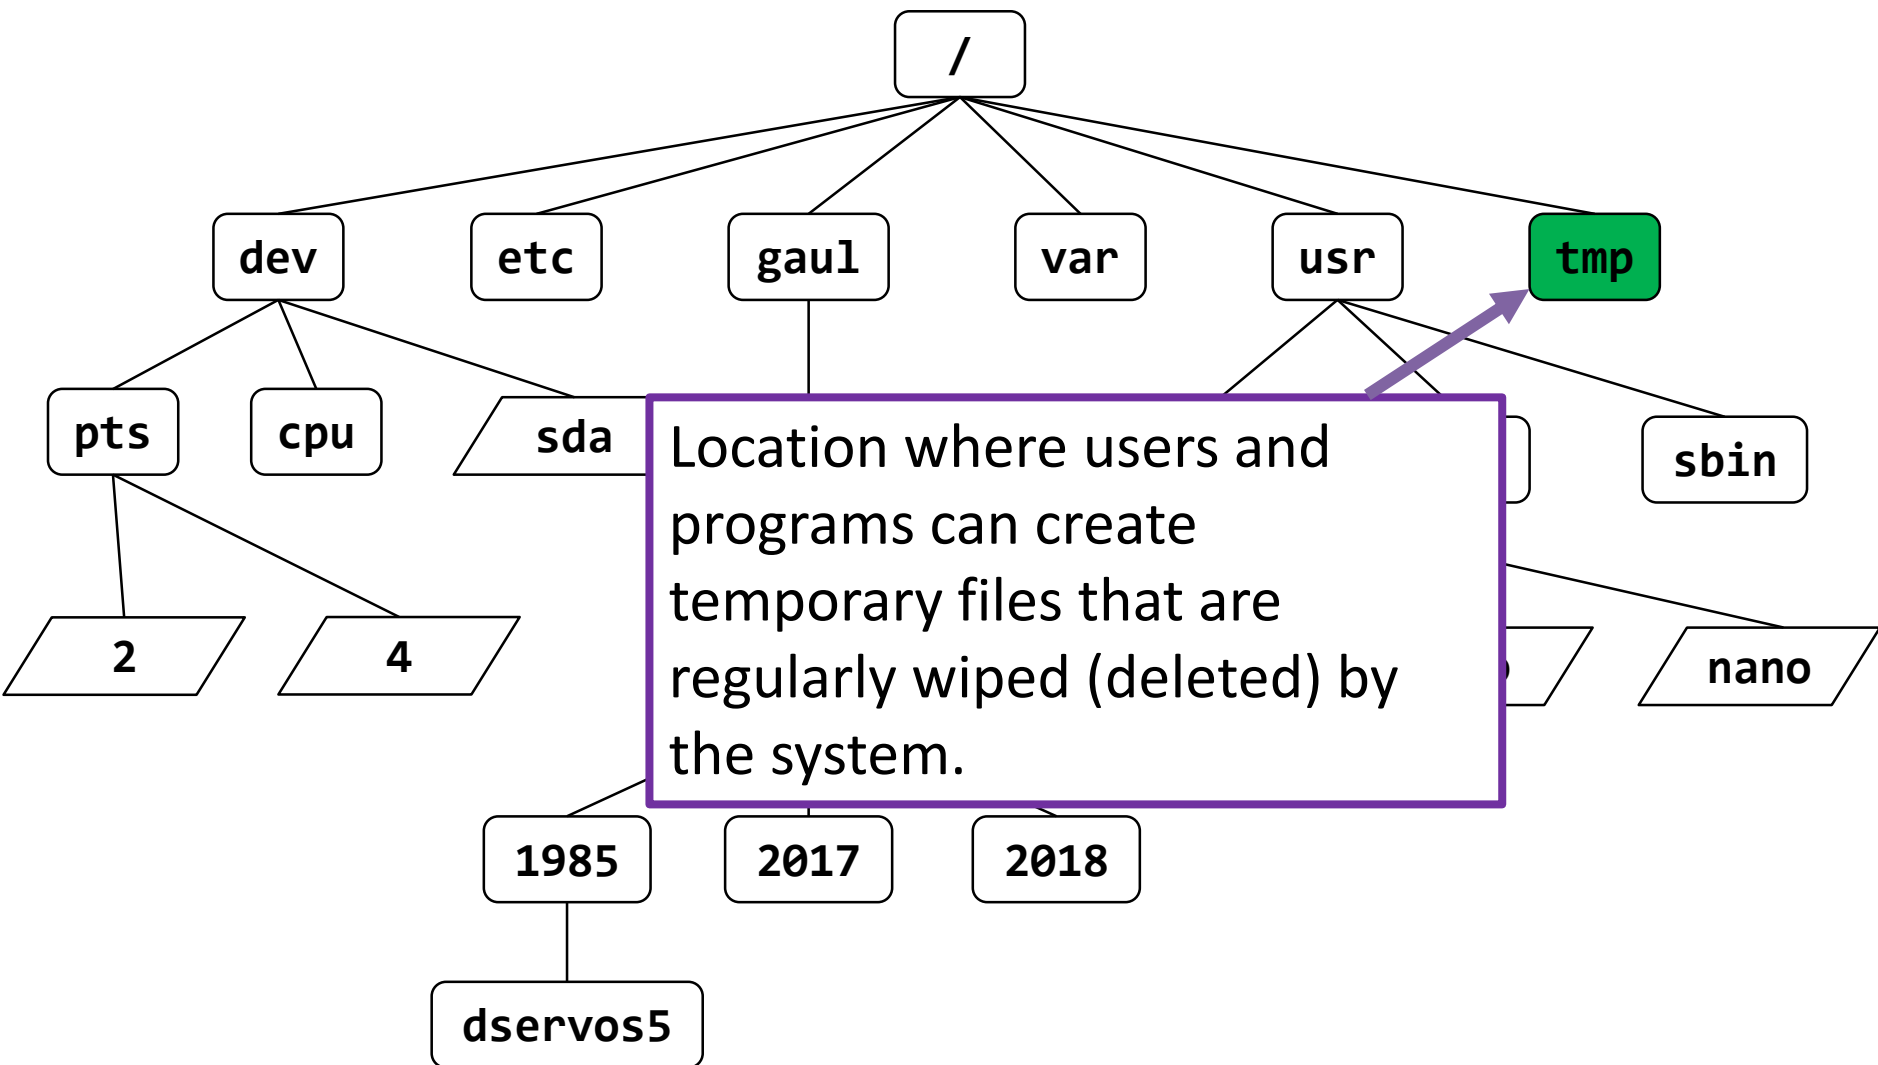 /
dev
etc
gaul
var
usr
tmp
pts
cpu
sda
sbin
Location where users and
programs can create
temporary files that are
regularly wiped (deleted) by
the system.
2
4
nano
1985
2017
2018
dservos5